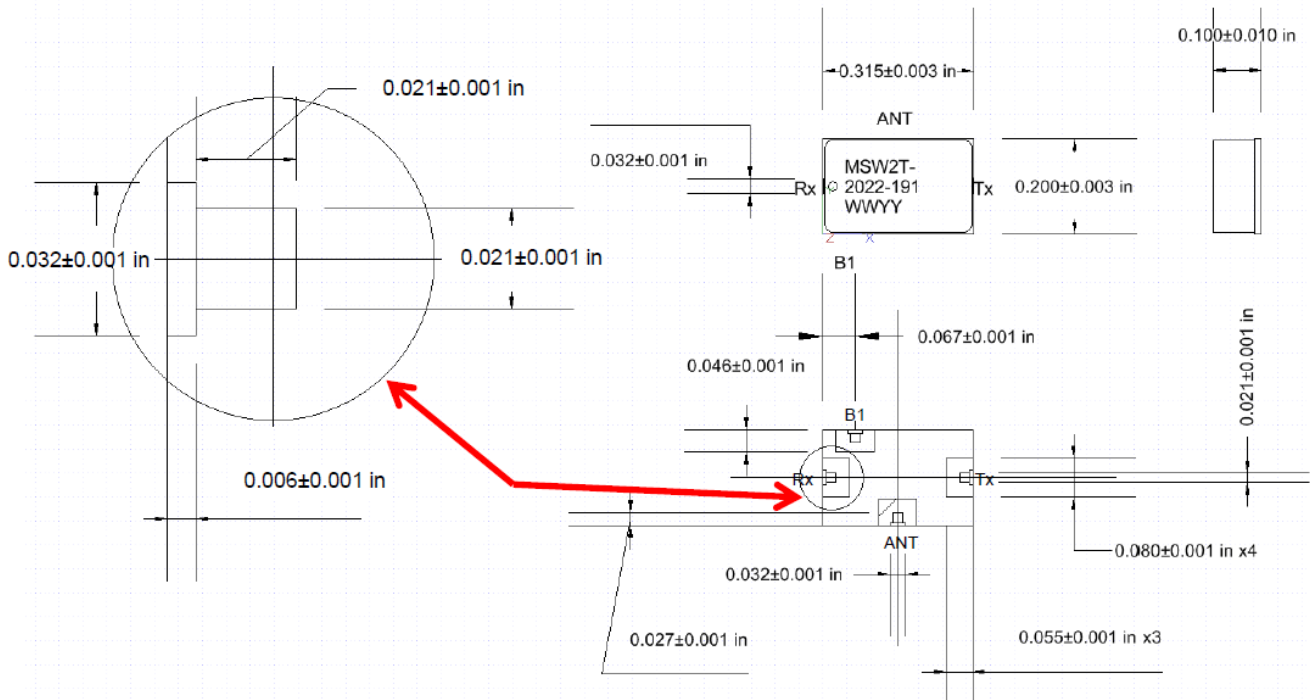 0.100±0.010 in
0.315±0.003 in
0.021±0.001 in
ANT
0.032±0.001 in
MSW2T-
2022-191
WWYY
Rx
Tx
0.200±0.003 in
Z
X
0.032±0.001 in
0.021±0.001 in
B1
0.067±0.001 in
0.046±0.001 in
0.021±0.001 in
B1
Rx
Tx
0.006±0.001 in
ANT
0.080±0.001 in x4
0.032±0.001 in
0.027±0.001 in
0.055±0.001 in x3